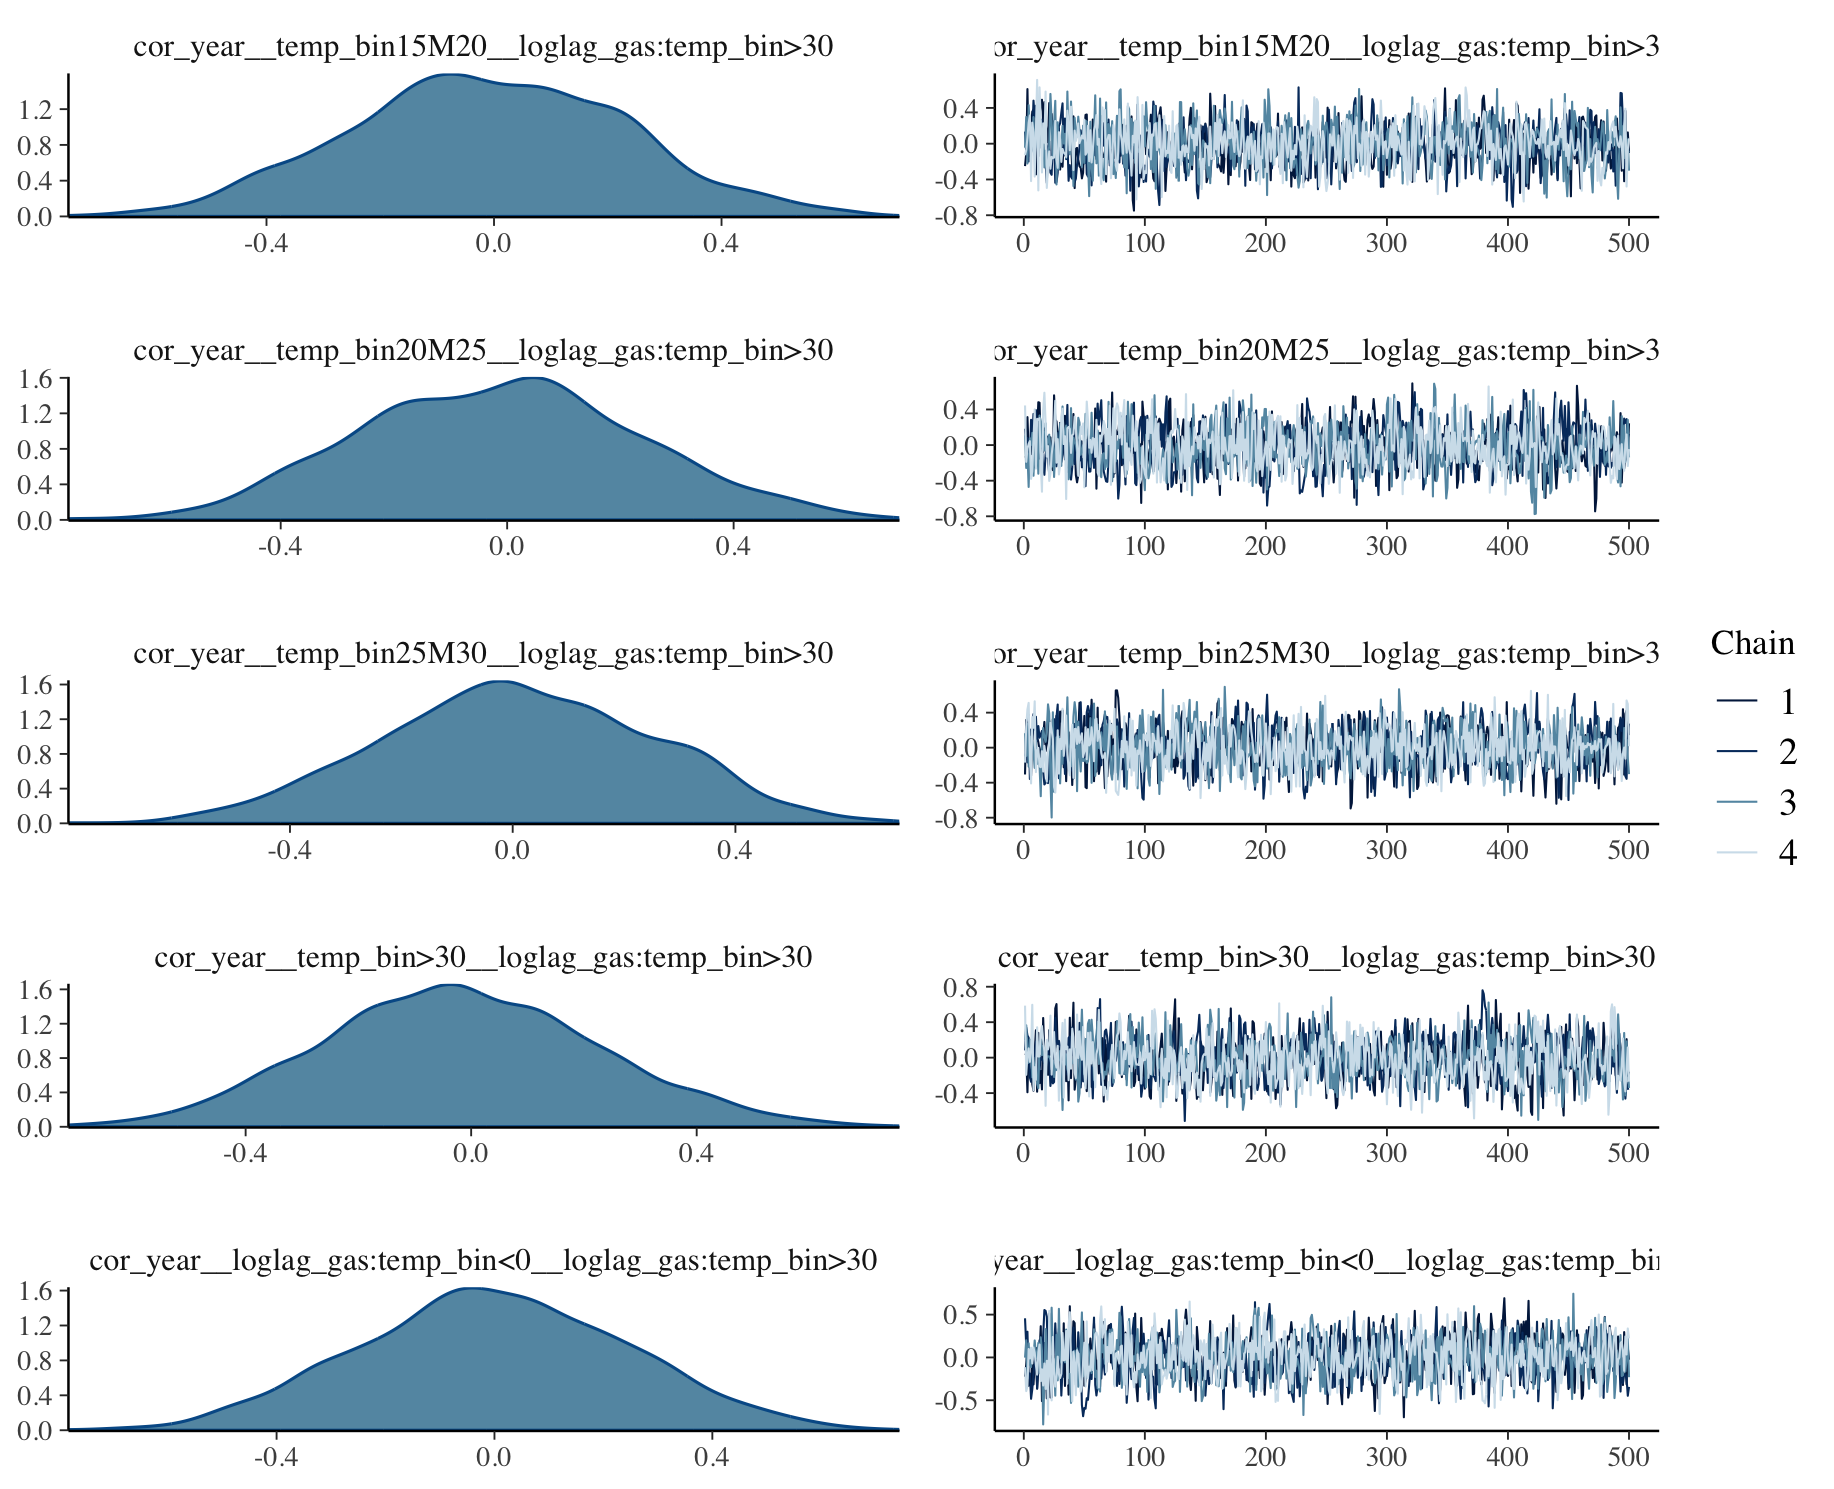 cor_year__temp_bin15M20__loglag_gas:temp_bin>30
1.2
0.8
0.4
0.0
-0.4 0.0 0.4
or_year__temp_bin15M20__loglag_gas:temp_bin>3
0.4
0.0
-0.4
-0.8
0 100 200 300 400 500
cor_year__temp_bin20M25__loglag_gas:temp_bin>30
1.6
1.2
0.8
0.4
0.0
-0.4 0.0 0.4
or_year__temp_bin20M25__loglag_gas:temp_bin>3
0.4
0.0
-0.4
-0.8
0 100 200 300 400 500
cor_year__temp_bin25M30__loglag_gas:temp_bin>30
1.6
1.2
0.8
0.4
0.0
-0.4 0.0 0.4
or_year__temp_bin25M30__loglag_gas:temp_bin>3
0.4
0.0
-0.4
-0.8
0 100 200 300 400 500
cor_year__temp_bin>30__loglag_gas:temp_bin>30
1.6
1.2
0.8
0.4
0.0
-0.4 0.0 0.4
cor_year__temp_bin>30__loglag_gas:temp_bin>30
0.8
0.4
0.0
-0.4
0 100 200 300 400 500
cor_year__loglag_gas:temp_bin<0__loglag_gas:temp_bin>30
1.6
1.2
0.8
0.4
0.0
-0.4 0.0 0.4
year__loglag_gas:temp_bin<0__loglag_gas:temp_bin
0.5
0.0
-0.5
0 100 200 300 400 500
Chain
1
2
3
4